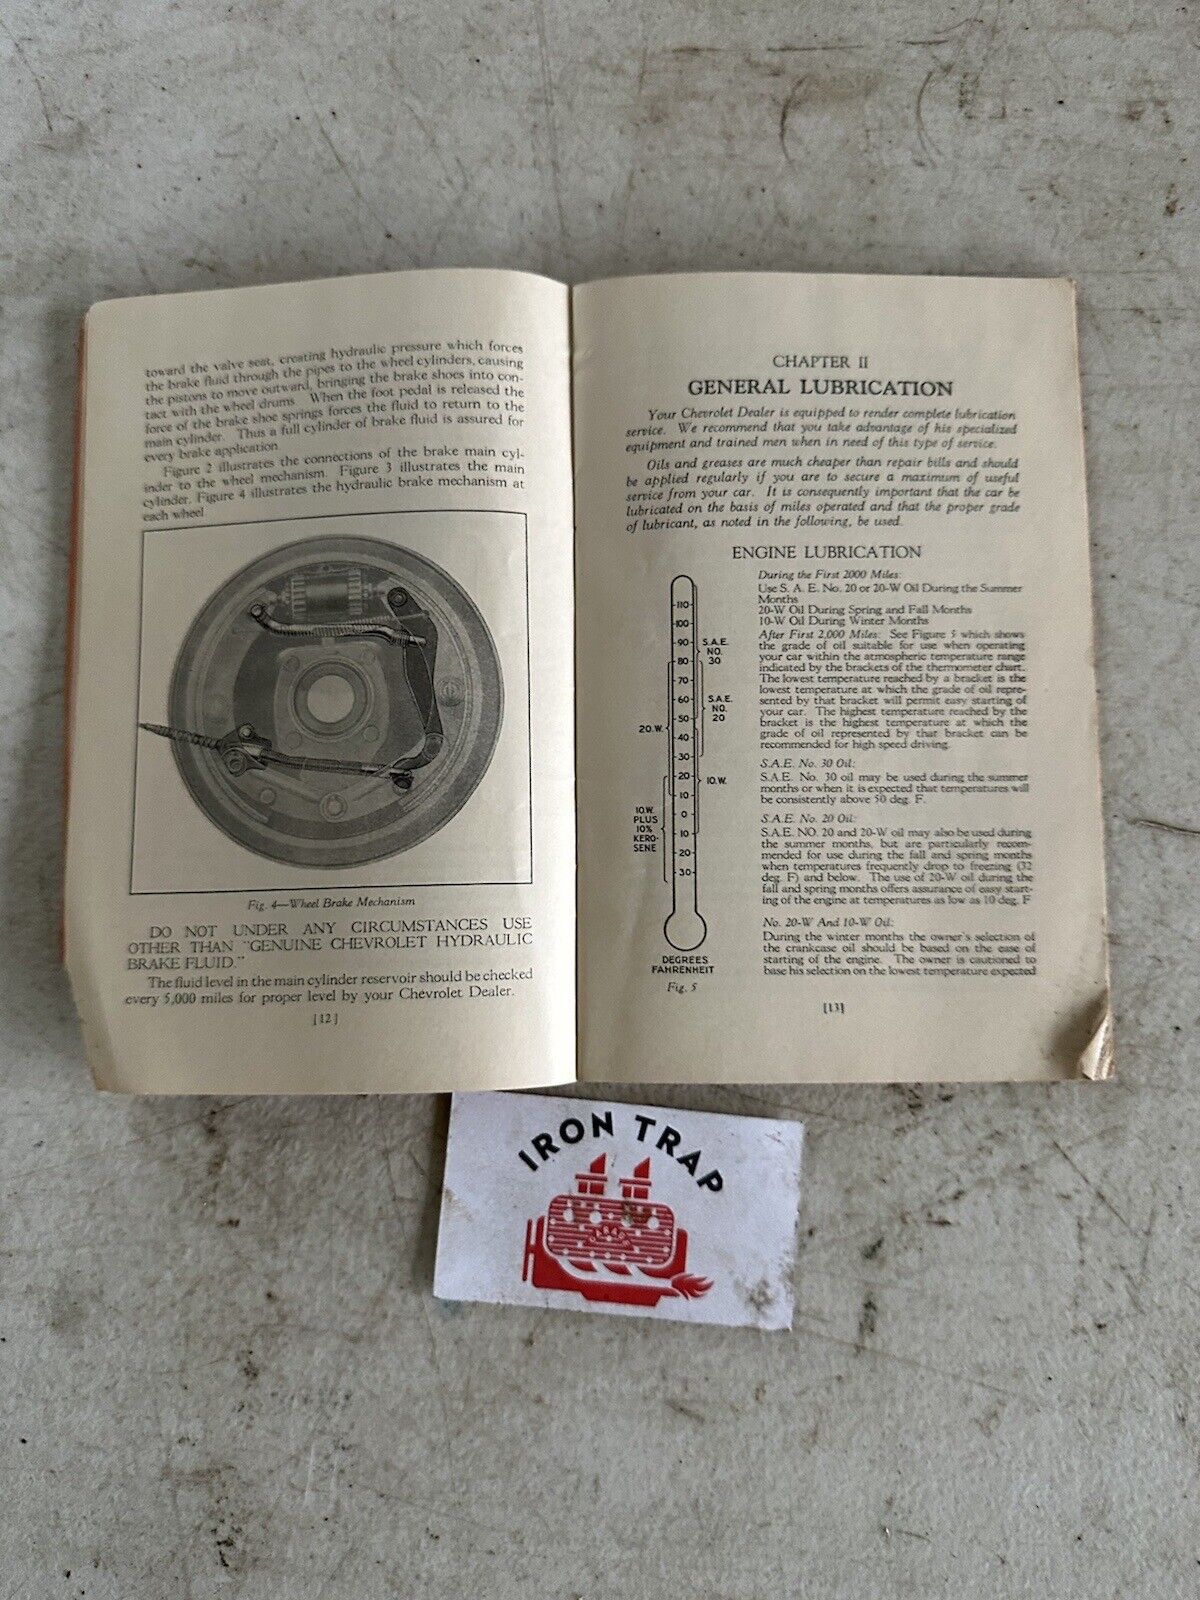 toward the valve seat, creating hydraulic pressure which forces
the brake fluid through the pipes to the wheel cylinders, causing
the pistons to move outward, bringing the brake shoes into con-
tact with the wheel drums. When the foot pedal is released the
force of the brake shoe springs forces the fluid to return to the
main cylinder. Thus a full cylinder of brake fluid is assured for
every brake application.
Figure 2 illustrates the connections of the brake main cyl-
inder to the wheel mechanism. Figure 3 illustrates the main
cylinder. Figure 4 illustrates the hydraulic brake mechanism at
each wheel
Fig. 4—Wheel Brake Mechanism
DO NOT UNDER ANY CIRCUMSTANCES USE
OTHER THAN "GENUINE CHEVROLET HYDRAULIC
BRAKE FLUID."
The fluid level in the main cylinder reservoir should be checked
every 5,000 miles for proper level by your Chevrolet Dealer.
[12]
CHAPTER II
GENERAL LUBRICATION
Your Chevrolet Dealer is equipped to render complete lubrication
service. We recommend that you take advantage of his specialized
equipment and trained men when in need of this type of service.
Oils and greases are much cheaper than repair bills and should
be applied regularly if you are to secure a maximum of useful
service from your car. It is consequently important that the car be
lubricated on the basis of miles operated and that the proper grade
of lubricant, as noted in the following, be used.
ENGINE LUBRICATION
110
100
90
80
70
60
50
40
30
20
10
0
10
20
30
S.A.E.
NO.
30
S.A.E.
NO.
20
20.W.
10.W.
10.W.
PLUS
10%
KERO-
SENE
DEGREES
FAHRENHEIT
Fig. 5
During the First 2000 Miles:
Use S. A. E. No. 20 or 20-W Oil During the Summer
Months
20-W Oil During Spring and Fall Months
10-W Oil During Winter Months
After First 2,000 Miles: See Figure 5 which shows
the grade of oil suitable for use when operating
your car within the atmospheric temperature range
indicated by the brackets of the thermometer chart.
The lowest temperature reached by a bracket is the
lowest temperature at which the grade of oil repre-
sented by that bracket will permit easy starting of
your car. The highest temperature reached by the
bracket is the highest temperature at which the
grade of oil represented by that bracket can be
recommended for high speed driving.
S.A.E. No. 30 Oil:
S.A.E. No. 30 oil may be used during the summer
months or when it is expected that temperatures will
be consistently above 50 deg. F.
S.A.E. No. 20 Oil:
S.A.E. NO. 20 and 20-W oil may also be used during
the summer months, but are particularly recom-
mended for use during the fall and spring months
when temperatures frequently drop to freezing (32
deg. F) and below. The use of 20-W oil during the
fall and spring months offers assurance of easy start-
ing of the engine at temperatures as low as 10 deg. F
No. 20-W And 10-W Oil:
During the winter months the owner's selection of
the crankcase oil should be based on the ease of
starting of the engine. The owner is cautioned to
base his selection on the lowest temperature expected
[13]
IRON TRAP